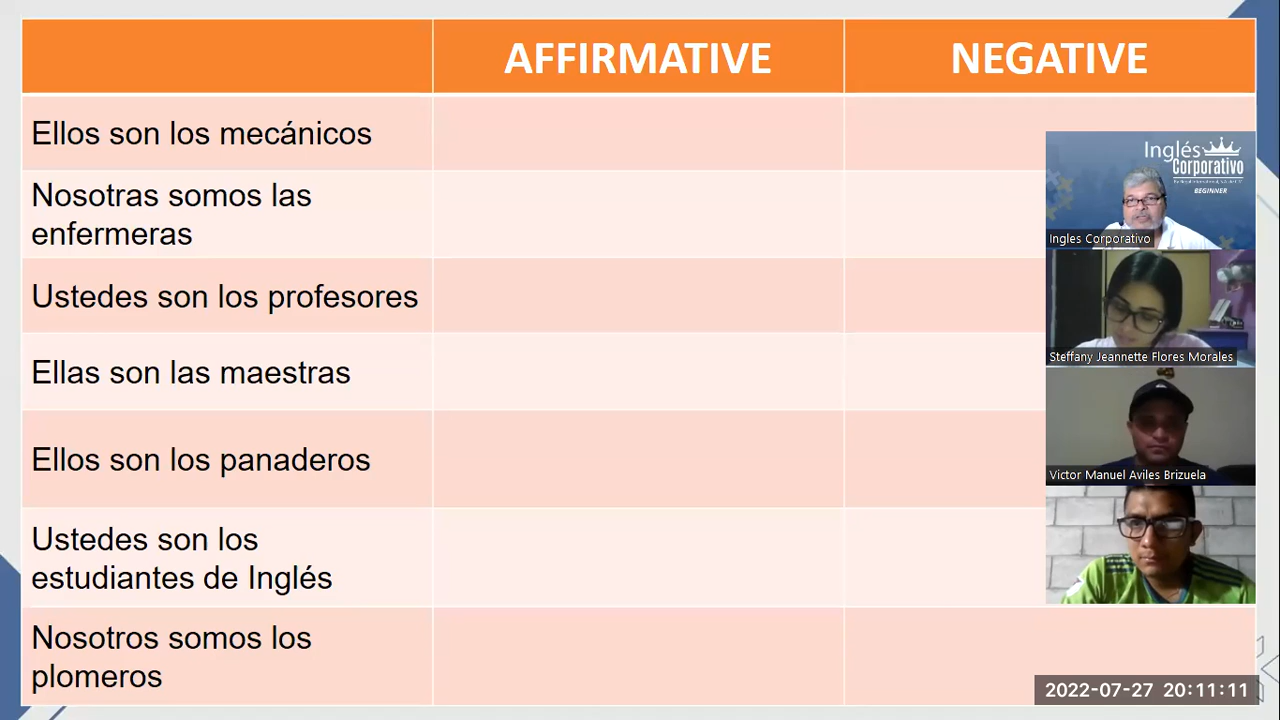 AFFIRMATIVE
NEGATIVE
Ellos son los mecánicos
Nosotras somos las
enfermeras
Ustedes son los profesores
Ellas son las maestras
Ellos son los panaderos
Ustedes son los
estudiantes de Inglés
Nosotros somos los
plomeros
Inglés
Corporativo
BEGINNER
Ingles Corporativo
Steffany Jeannette Flores Morales
Victor Manuel Aviles Brizuela
2022-07-27 20:11:11